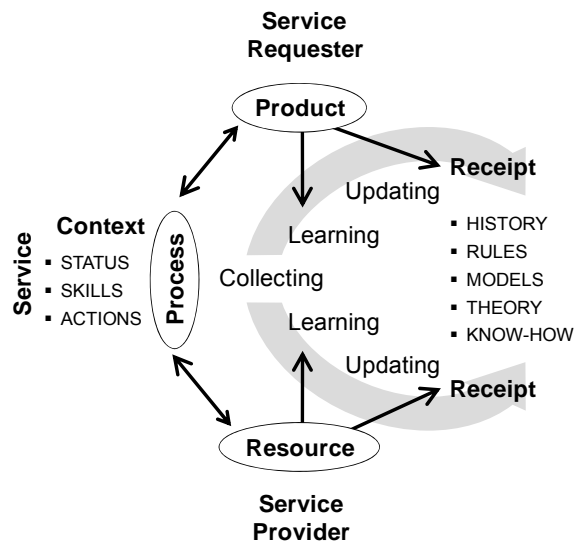 Service
Requester
Product
Receipt
Updating
Learning
▪ HISTORY
▪ RULES
▪ MODELS
▪ THEORY
▪ KNOW-HOW
Service
Context
▪ STATUS
▪ SKILLS
▪ ACTIONS
Process
Collecting
Learning
Updating
Receipt
Resource
Service
Provider